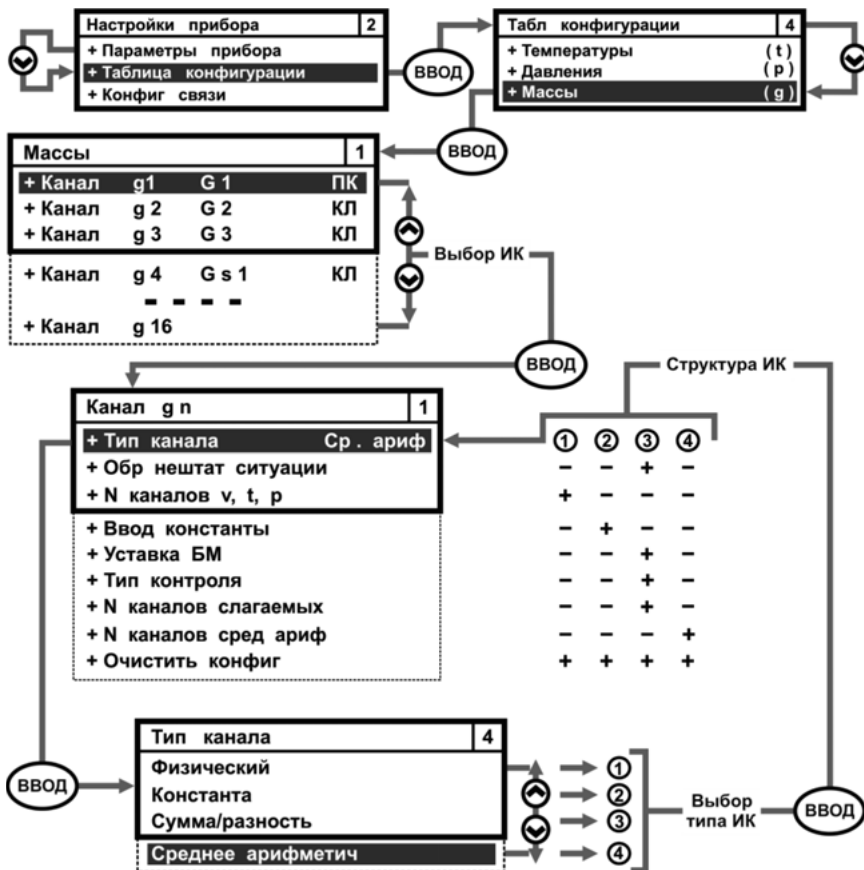 Настройки прибора 2
+ Параметры прибора
+ Таблица конфигурации
+ Конфиг связи
ВВОД
Табл конфигурации 4
+ Температуры (t)
+ Давления (p)
+ Массы (g)
ВВОД
Массы 1
+ Канал g1 G 1 ПК
+ Канал g 2 G 2 КЛ
+ Канал g 3 G 3 КЛ
+ Канал g 4 G s 1 КЛ
- - - -
+ Канал g 16
Выбор ИК
ВВОД
Структура ИК
Канал g n 1
+ Тип канала Ср . ариф ① ② ③ ④
+ Обр нештат ситуации – – + –
+ N каналов v, t, p + – – –
+ Ввод константы – + – –
+ Уставка БМ – – + –
+ Тип контроля – – + –
+ N каналов слагаемых – – + –
+ N каналов сред ариф – – – +
+ Очистить конфиг + + + +
ВВОД
Тип канала 4
Физический ①
Константа ②
Сумма/разность ③
Среднее арифметич ④
Выбор
типа ИК
ВВОД